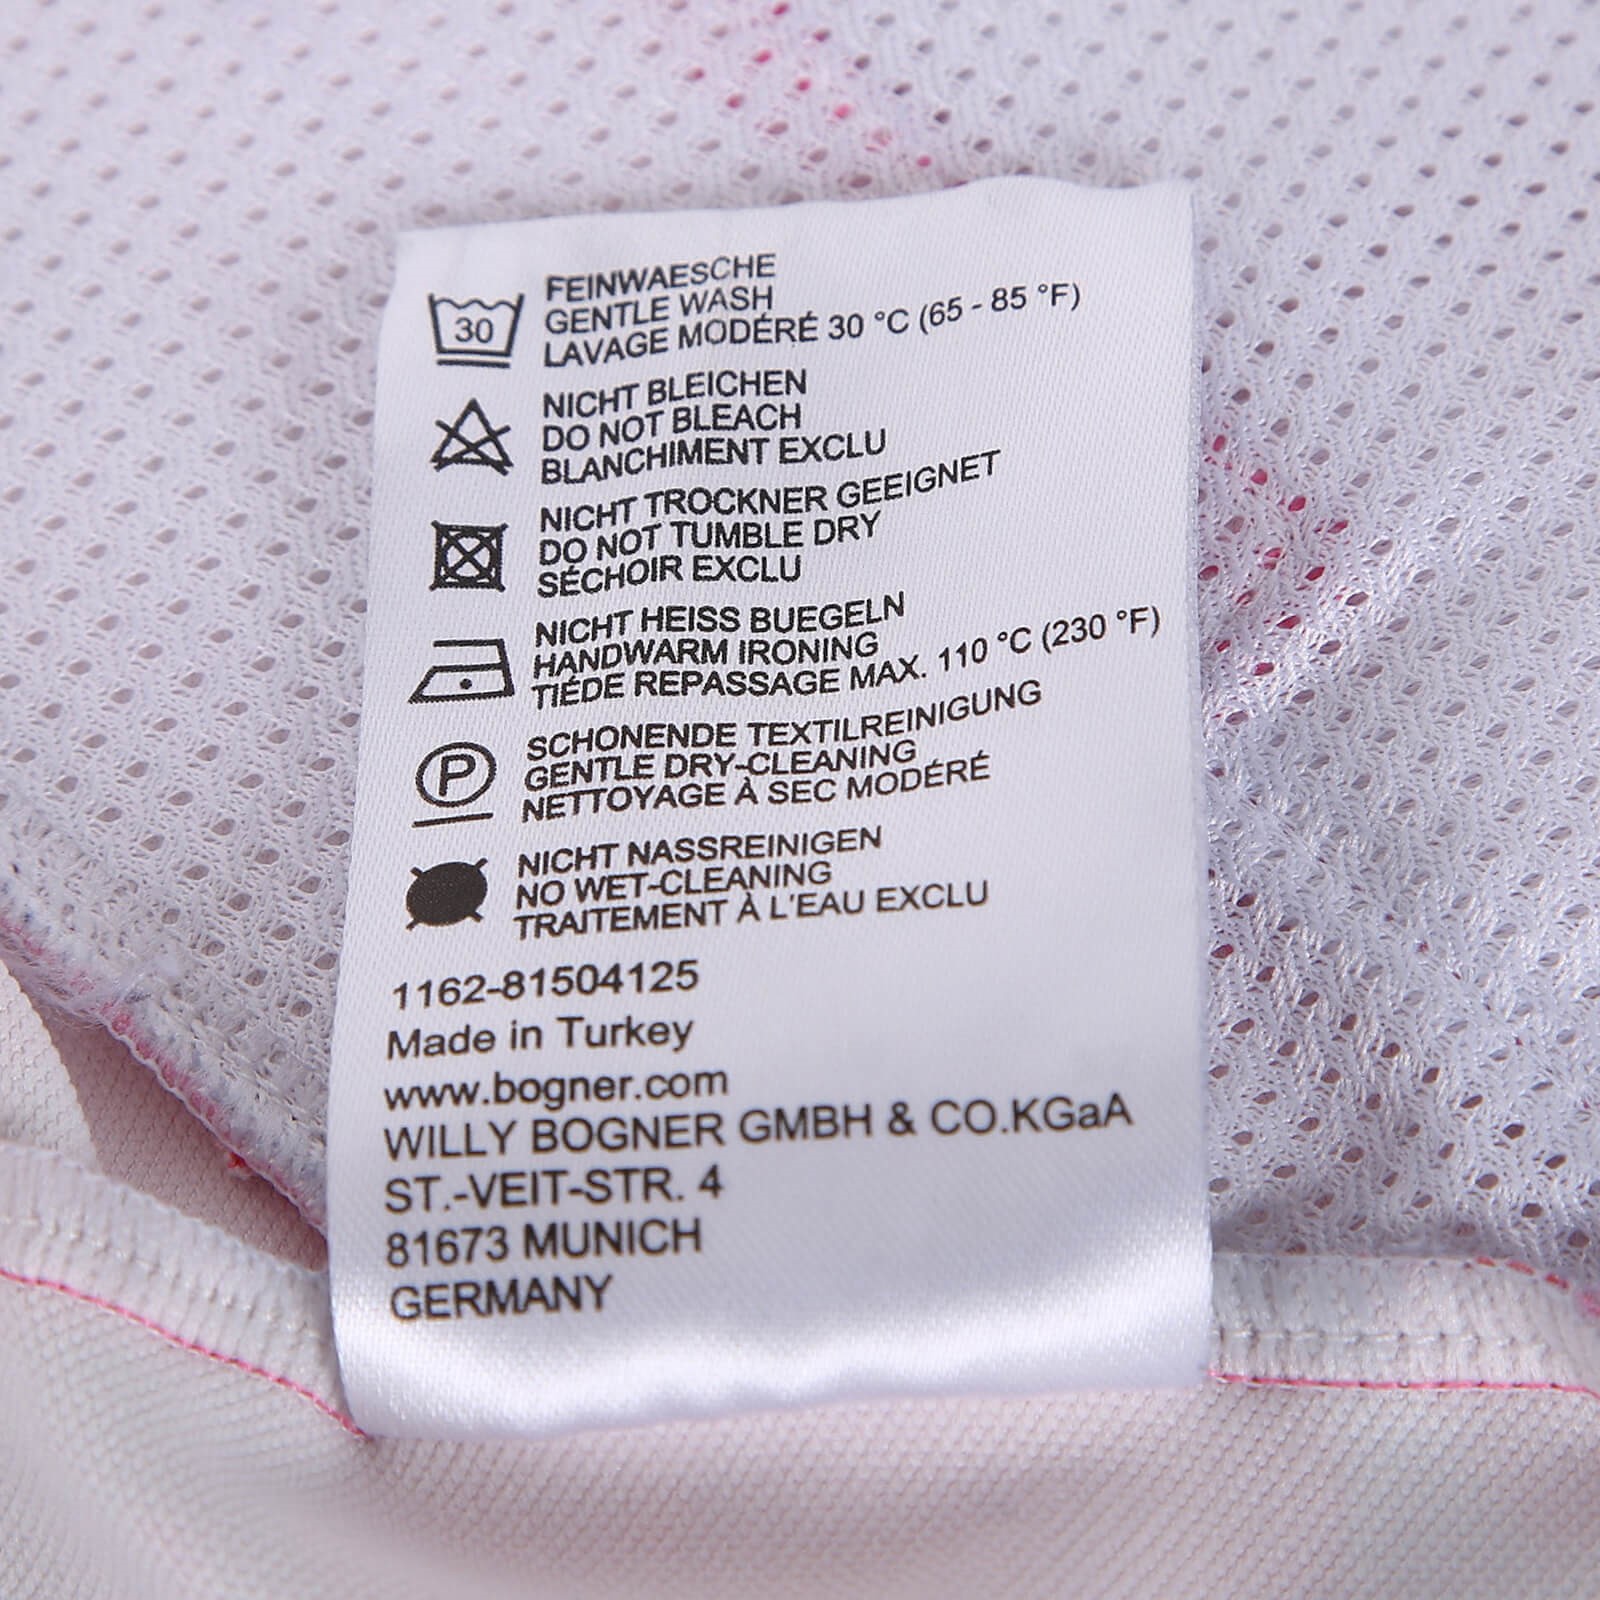 30
FEINWAESCHE
GENTLE WASH
LAVAGE MODÉRÉ 30 °C (65 - 85 °F)
NICHT BLEICHEN
DO NOT BLEACH
BLANCHIMENT EXCLU
NICHT TROCKNER GEEIGNET
DO NOT TUMBLE DRY
SÉCHOIR EXCLU
NICHT HEISS BUEGELN
HANDWARM IRONING
TIÉDE REPASSAGE MAX. 110 °C (230 °F)
P
SCHONENDE TEXTILREINIGUNG
GENTLE DRY-CLEANING
NETTOYAGE À SEC MODÉRÉ
NICHT NASSREINIGEN
NO WET-CLEANING
TRAITEMENT À L'EAU EXCLU
1162-81504125
Made in Turkey
www.bogner.com
WILLY BOGNER GMBH & CO.KGaA
ST.-VEIT-STR. 4
81673 MUNICH
GERMANY